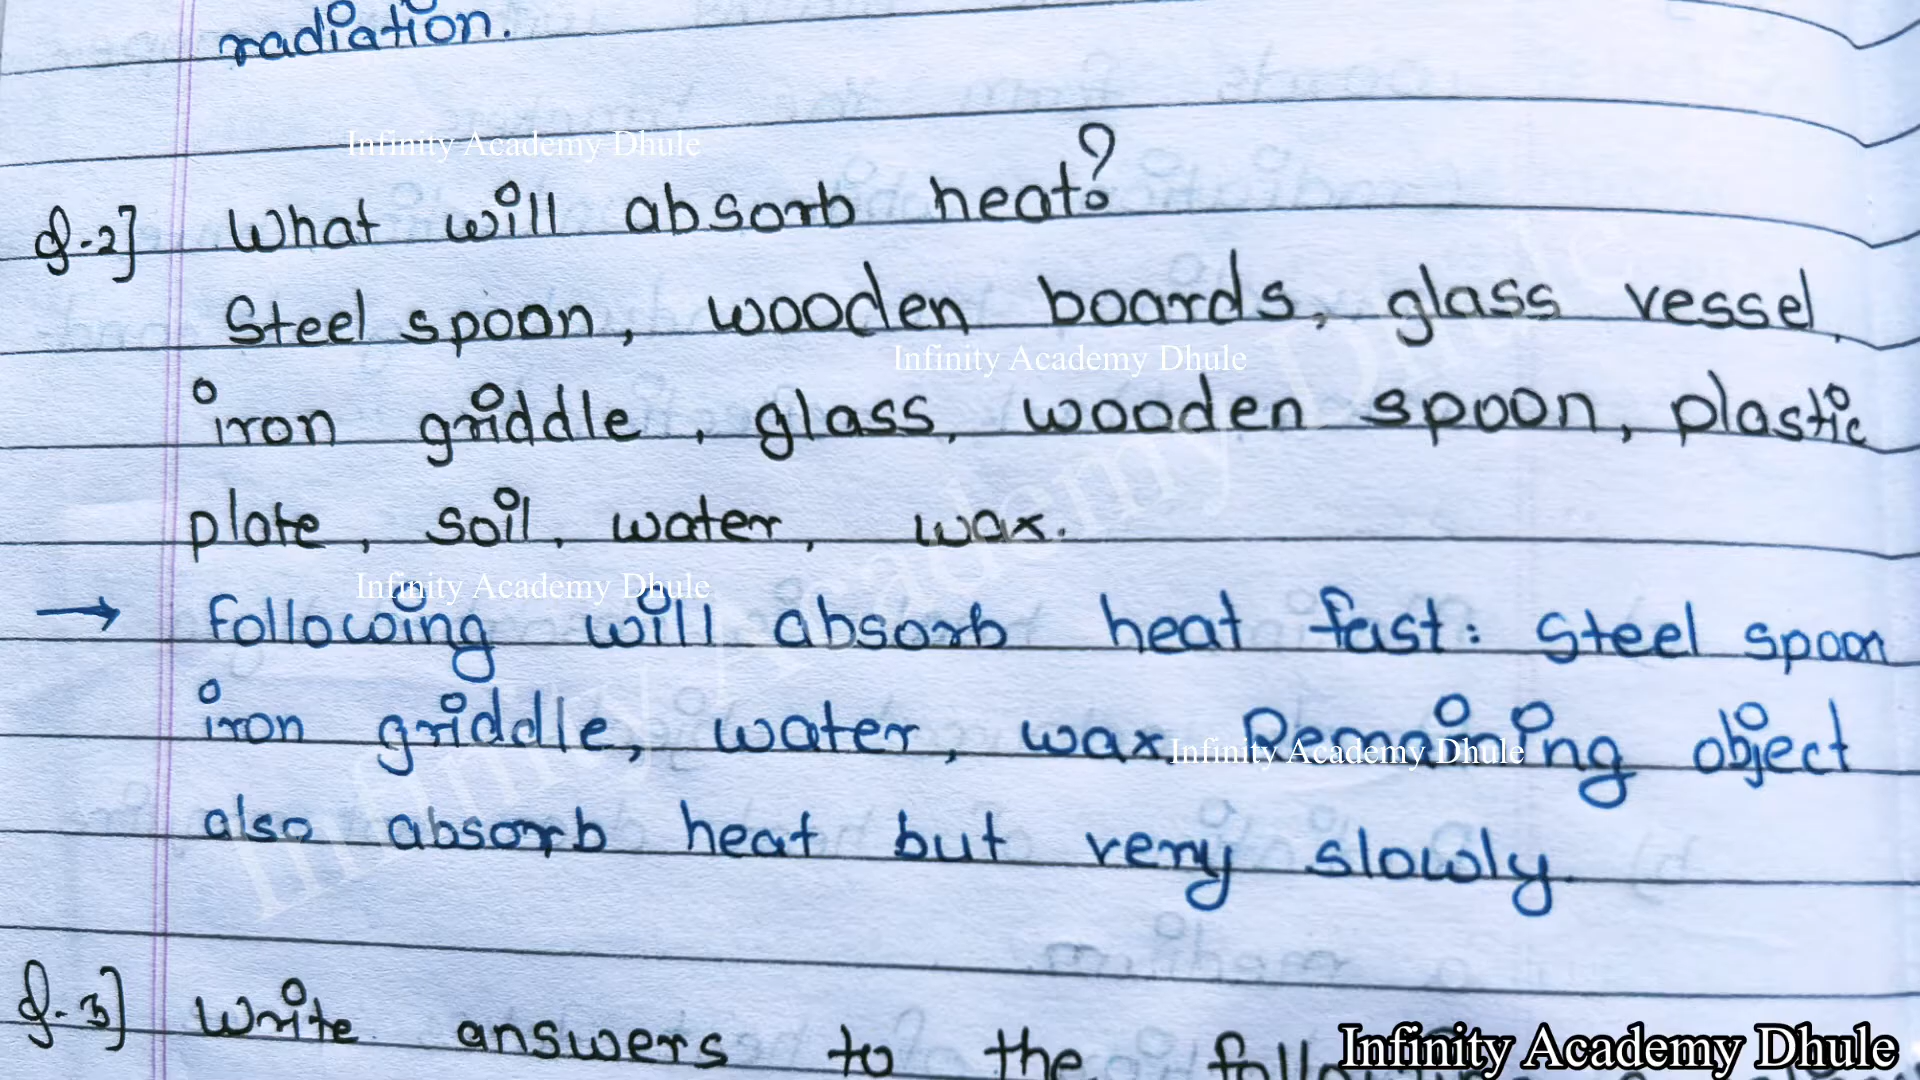 radiation.
Infinity Academy Dhule
Q-2] What will absorb heat?
Steel spoon, wooden boards, glass vessel,
Infinity Academy Dhule
iron griddle, glass, wooden spoon, plastic
plate, soil, water, wax.
Infinity Academy Dhule
→ Following will absorb heat fast: Steel spoon
iron griddle, water, wax Remaining object
Infinity Academy Dhule
also absorb heat but very slowly.
Infinity Academy Dhule
Q-3] Write answers to the
Infinity Academy Dhule